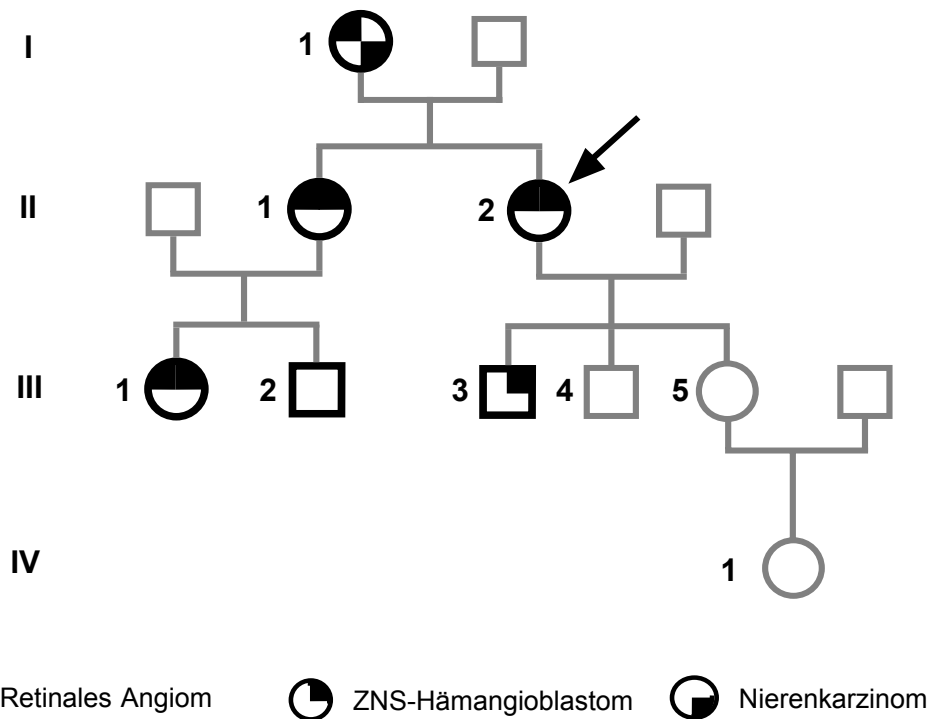 I 1
II 1 2
III 1 2 3 4 5
IV 1
Retinales Angiom ZNS-Hämangioblastom Nierenkarzinom